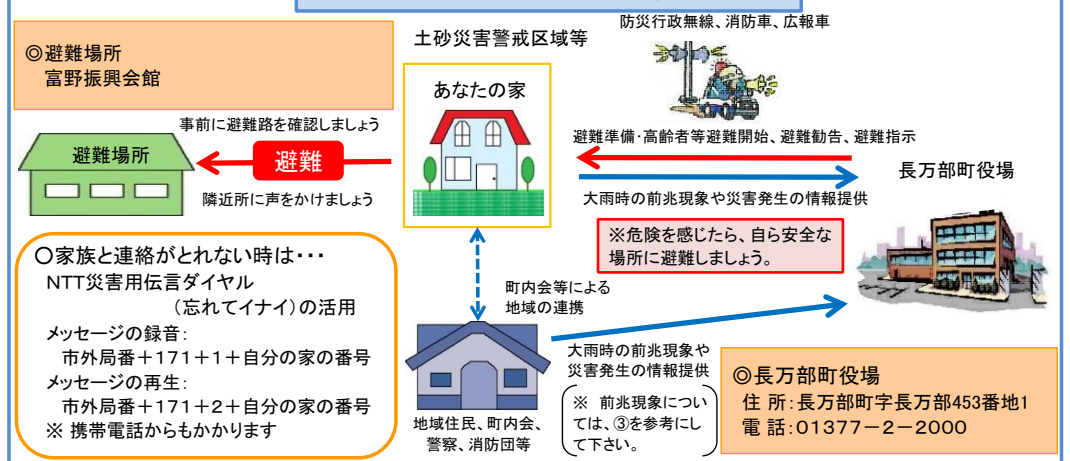 ◎避難場所
富野振興会館
土砂災害警戒区域等
防災行政無線、消防車、広報車
あなたの家
事前に避難路を確認しましょう
避難場所
避難
隣近所に声をかけましょう
避難準備・高齢者等避難開始、避難勧告、避難指示
大雨時の前兆現象や災害発生の情報提供
長万部町役場
※危険を感じたら、自ら安全な
場所に避難しましょう。
○家族と連絡がとれない時は・・・
NTT災害用伝言ダイヤル
(忘れてイナイ)の活用
メッセージの録音:
市外局番+171+1+自分の家の番号
メッセージの再生:
市外局番+171+2+自分の家の番号
※ 携帯電話からもかかります
町内会等による
地域の連携
地域住民、町内会、
警察、消防団等
大雨時の前兆現象や
災害発生の情報提供
※ 前兆現象につい
ては、③を参考にし
て下さい。
◎長万部町役場
住 所:長万部町字長万部453番地1
電 話:01377-2-2000